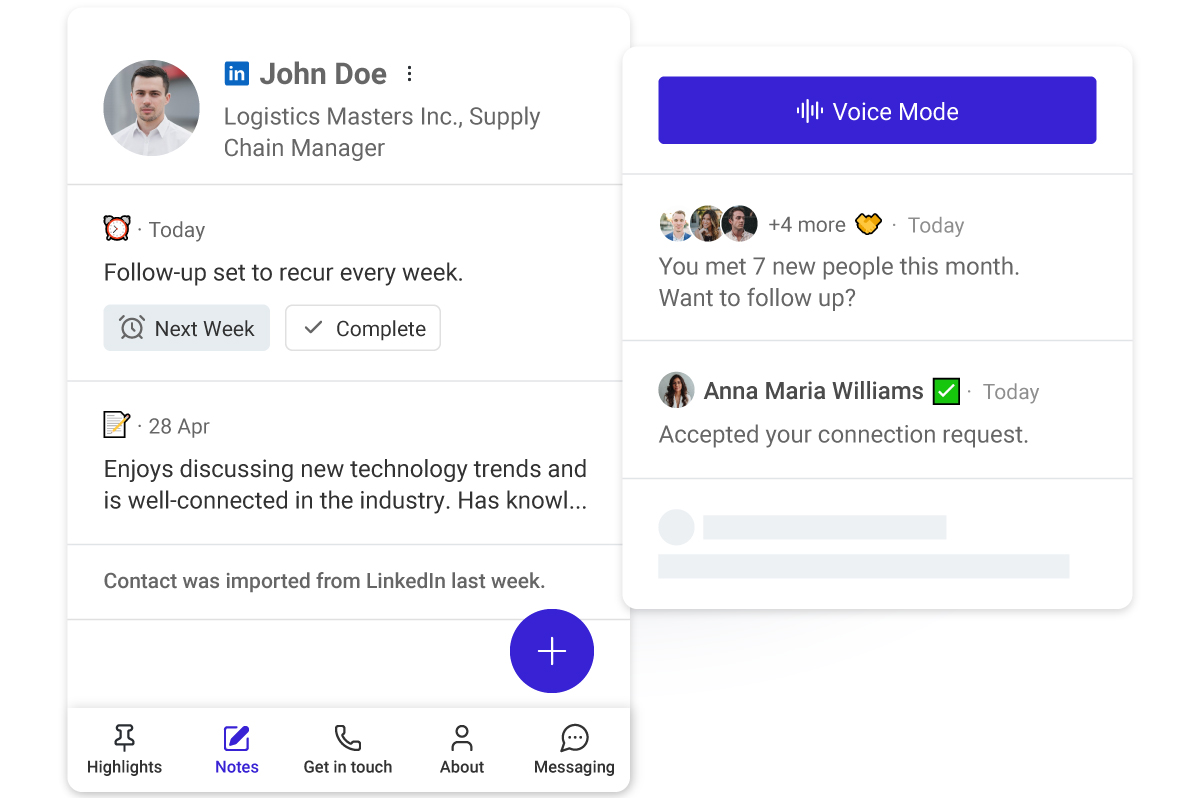 in John Doe
Logistics Masters Inc., Supply
Chain Manager
· Today
Follow-up set to recur every week.
Next Week
Complete
· 28 Apr
Enjoys discussing new technology trends and
is well-connected in the industry. Has knowl...
Contact was imported from LinkedIn last week.
Highlights
Notes
Get in touch
About
Messaging
Voice Mode
+4 more · Today
You met 7 new people this month.
Want to follow up?
Anna Maria Williams · Today
Accepted your connection request.